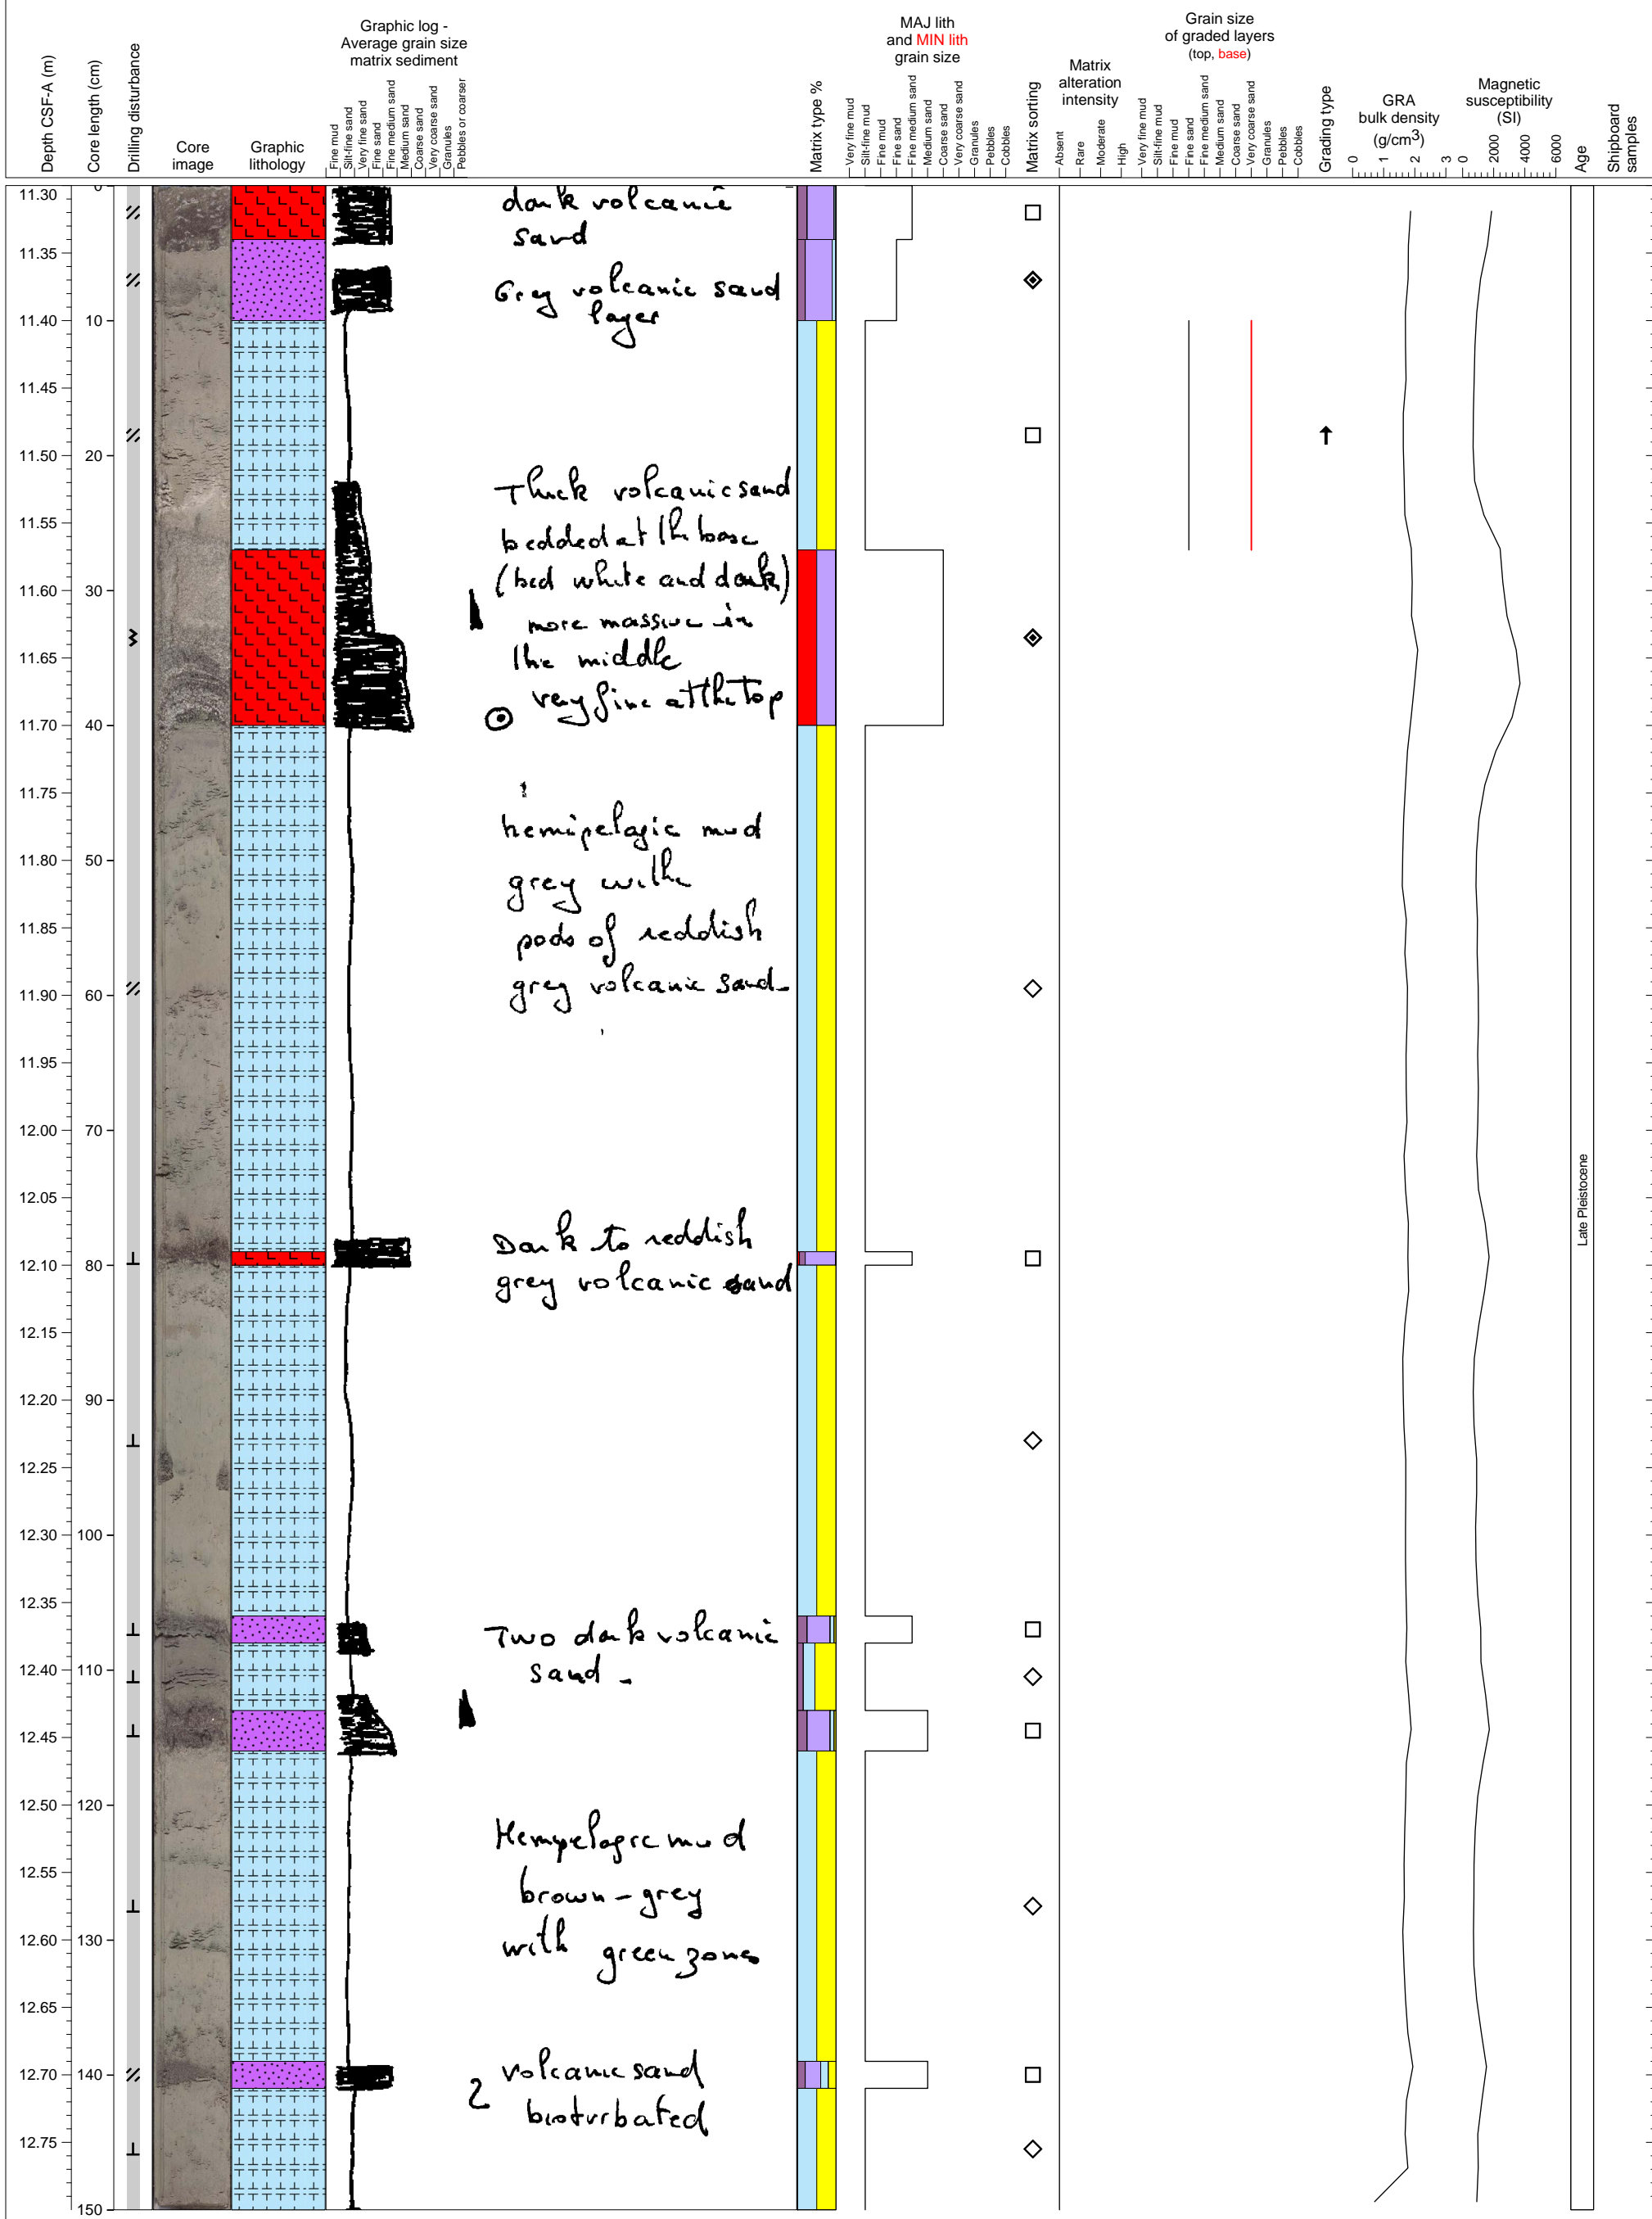 Graphic log -
Average grain size
matrix sediment
MAJ lith
and MIN lith
grain size
Grain size
of graded layers
(top, base)
Depth CSF-A (m)
Core length (cm)
Drilling disturbance
Core
image
Graphic
lithology
Fine mud
Silt-fine sand
Very fine sand
Fine sand
Fine medium sand
Medium sand
Coarse sand
Very coarse sand
Granules
Pebbles or coarser
Matrix type %
Very fine mud
Silt-fine mud
Fine mud
Fine sand
Fine medium sand
Medium sand
Coarse sand
Very coarse sand
Granules
Pebbles
Cobbles
Matrix sorting
Matrix
alteration
intensity
Absent
Rare
Moderate
High
Very fine mud
Silt-fine mud
Fine mud
Fine sand
Fine medium sand
Medium sand
Coarse sand
Very coarse sand
Granules
Pebbles
Cobbles
Grading type
GRA
bulk density
(g/cm3)
0 1 2 3
Magnetic
susceptibility
(SI)
0 2000 4000 6000
Age
Shipboard
samples
11.30 0
11.35
11.40 10
11.45
11.50 20
11.55
11.60 30
11.65
11.70 40
11.75
11.80 50
11.85
11.90 60
11.95
12.00 70
12.05
12.10 80
12.15
12.20 90
12.25
12.30 100
12.35
12.40 110
12.45
12.50 120
12.55
12.60 130
12.65
12.70 140
12.75
150
dark volcanic
sand
Grey volcanic sand
layer
Thick volcanic sand
bedded at the base
(bed white and dark)
more massive in
the middle
very fine at the top
hemipelagic mud
grey with
pods of reddish
grey volcanic sand-
Dark to reddish
grey volcanic sand
Two dark volcanic
sand -
Hempelagic mud
brown-grey
with green zones
volcanic sand
bioturbated
Late Pleistocene